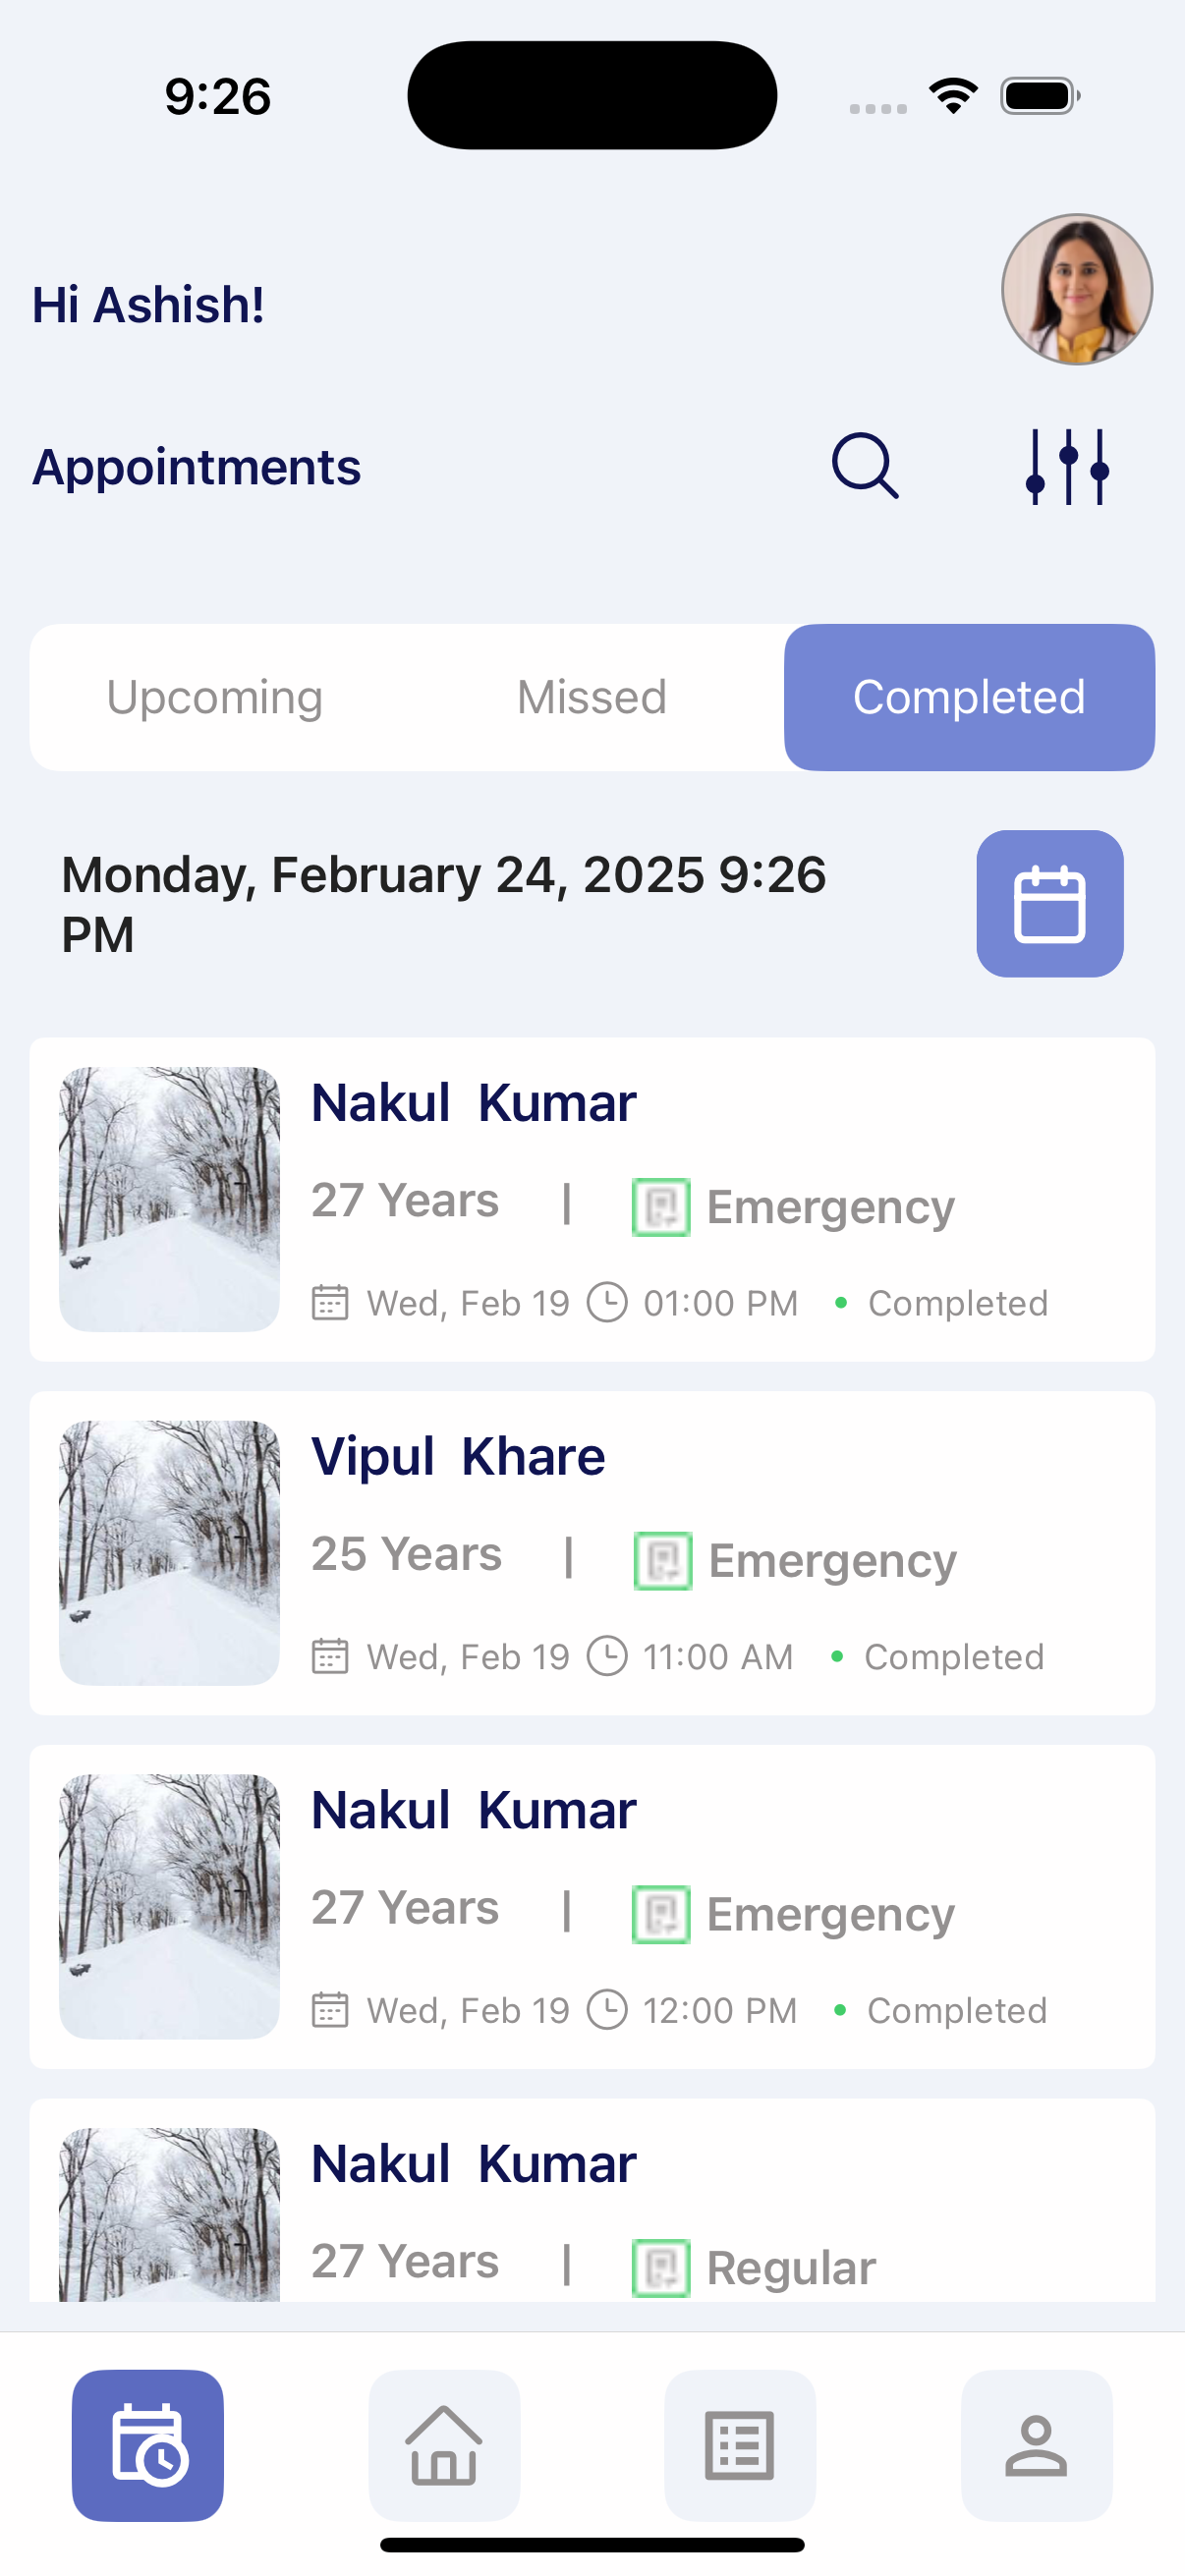 9:26
Hi Ashish!
Appointments
Upcoming Missed Completed
Monday, February 24, 2025 9:26
PM
Nakul Kumar
27 Years | Emergency
Wed, Feb 19 01:00 PM • Completed
Vipul Khare
25 Years | Emergency
Wed, Feb 19 11:00 AM • Completed
Nakul Kumar
27 Years | Emergency
Wed, Feb 19 12:00 PM • Completed
Nakul Kumar
27 Years | Regular